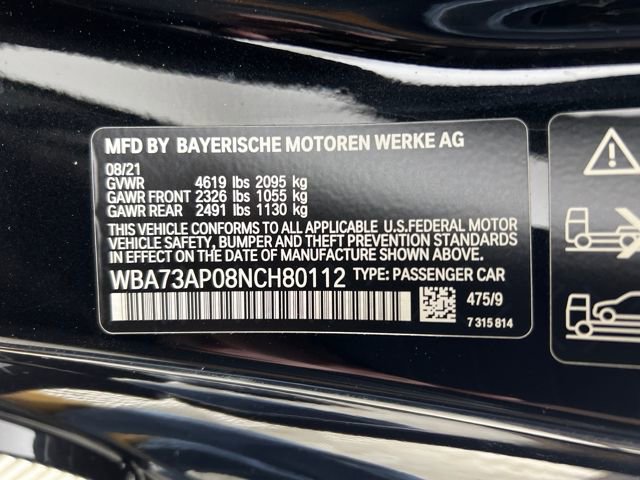 MFD BY BAYERISCHE MOTOREN WERKE AG
08/21
GVWR 4619 lbs 2095 kg
GAWR FRONT 2326 lbs 1055 kg
GAWR REAR 2491 lbs 1130 kg
THIS VEHICLE CONFORMS TO ALL APPLICABLE U.S.FEDERAL MOTOR
VEHICLE SAFETY, BUMPER AND THEFT PREVENTION STANDARDS
IN EFFECT ON THE DATE OF MANUFACTURE SHOWN ABOVE.
WBA73AP08NCH80112 TYPE: PASSENGER CAR
475/9
7 315 814